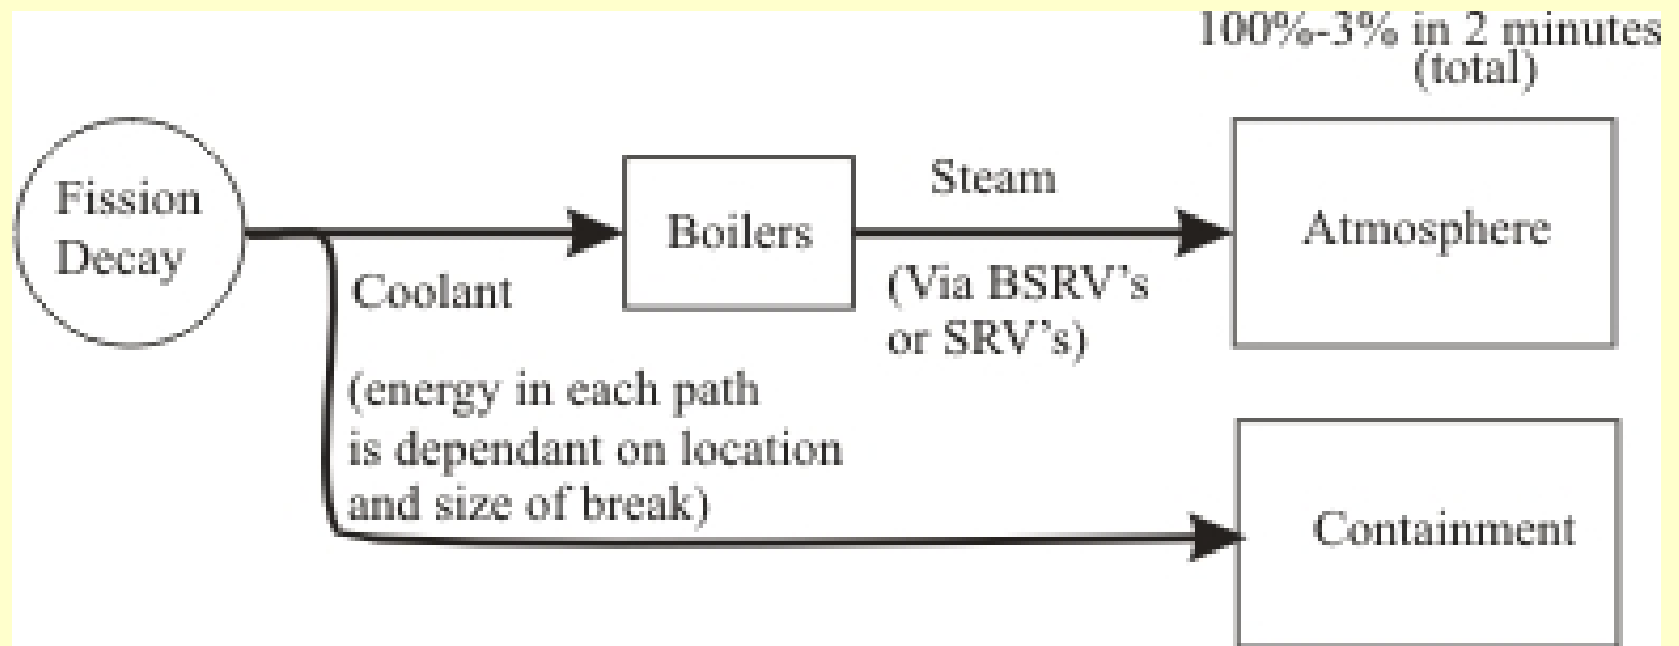 100%-3% in 2 minutes
(total)
Fission
Decay
Coolant
Boilers
Steam
(Via BSRV's
or SRV's)
Atmosphere
(energy in each path
is dependant on location
and size of break)
Containment